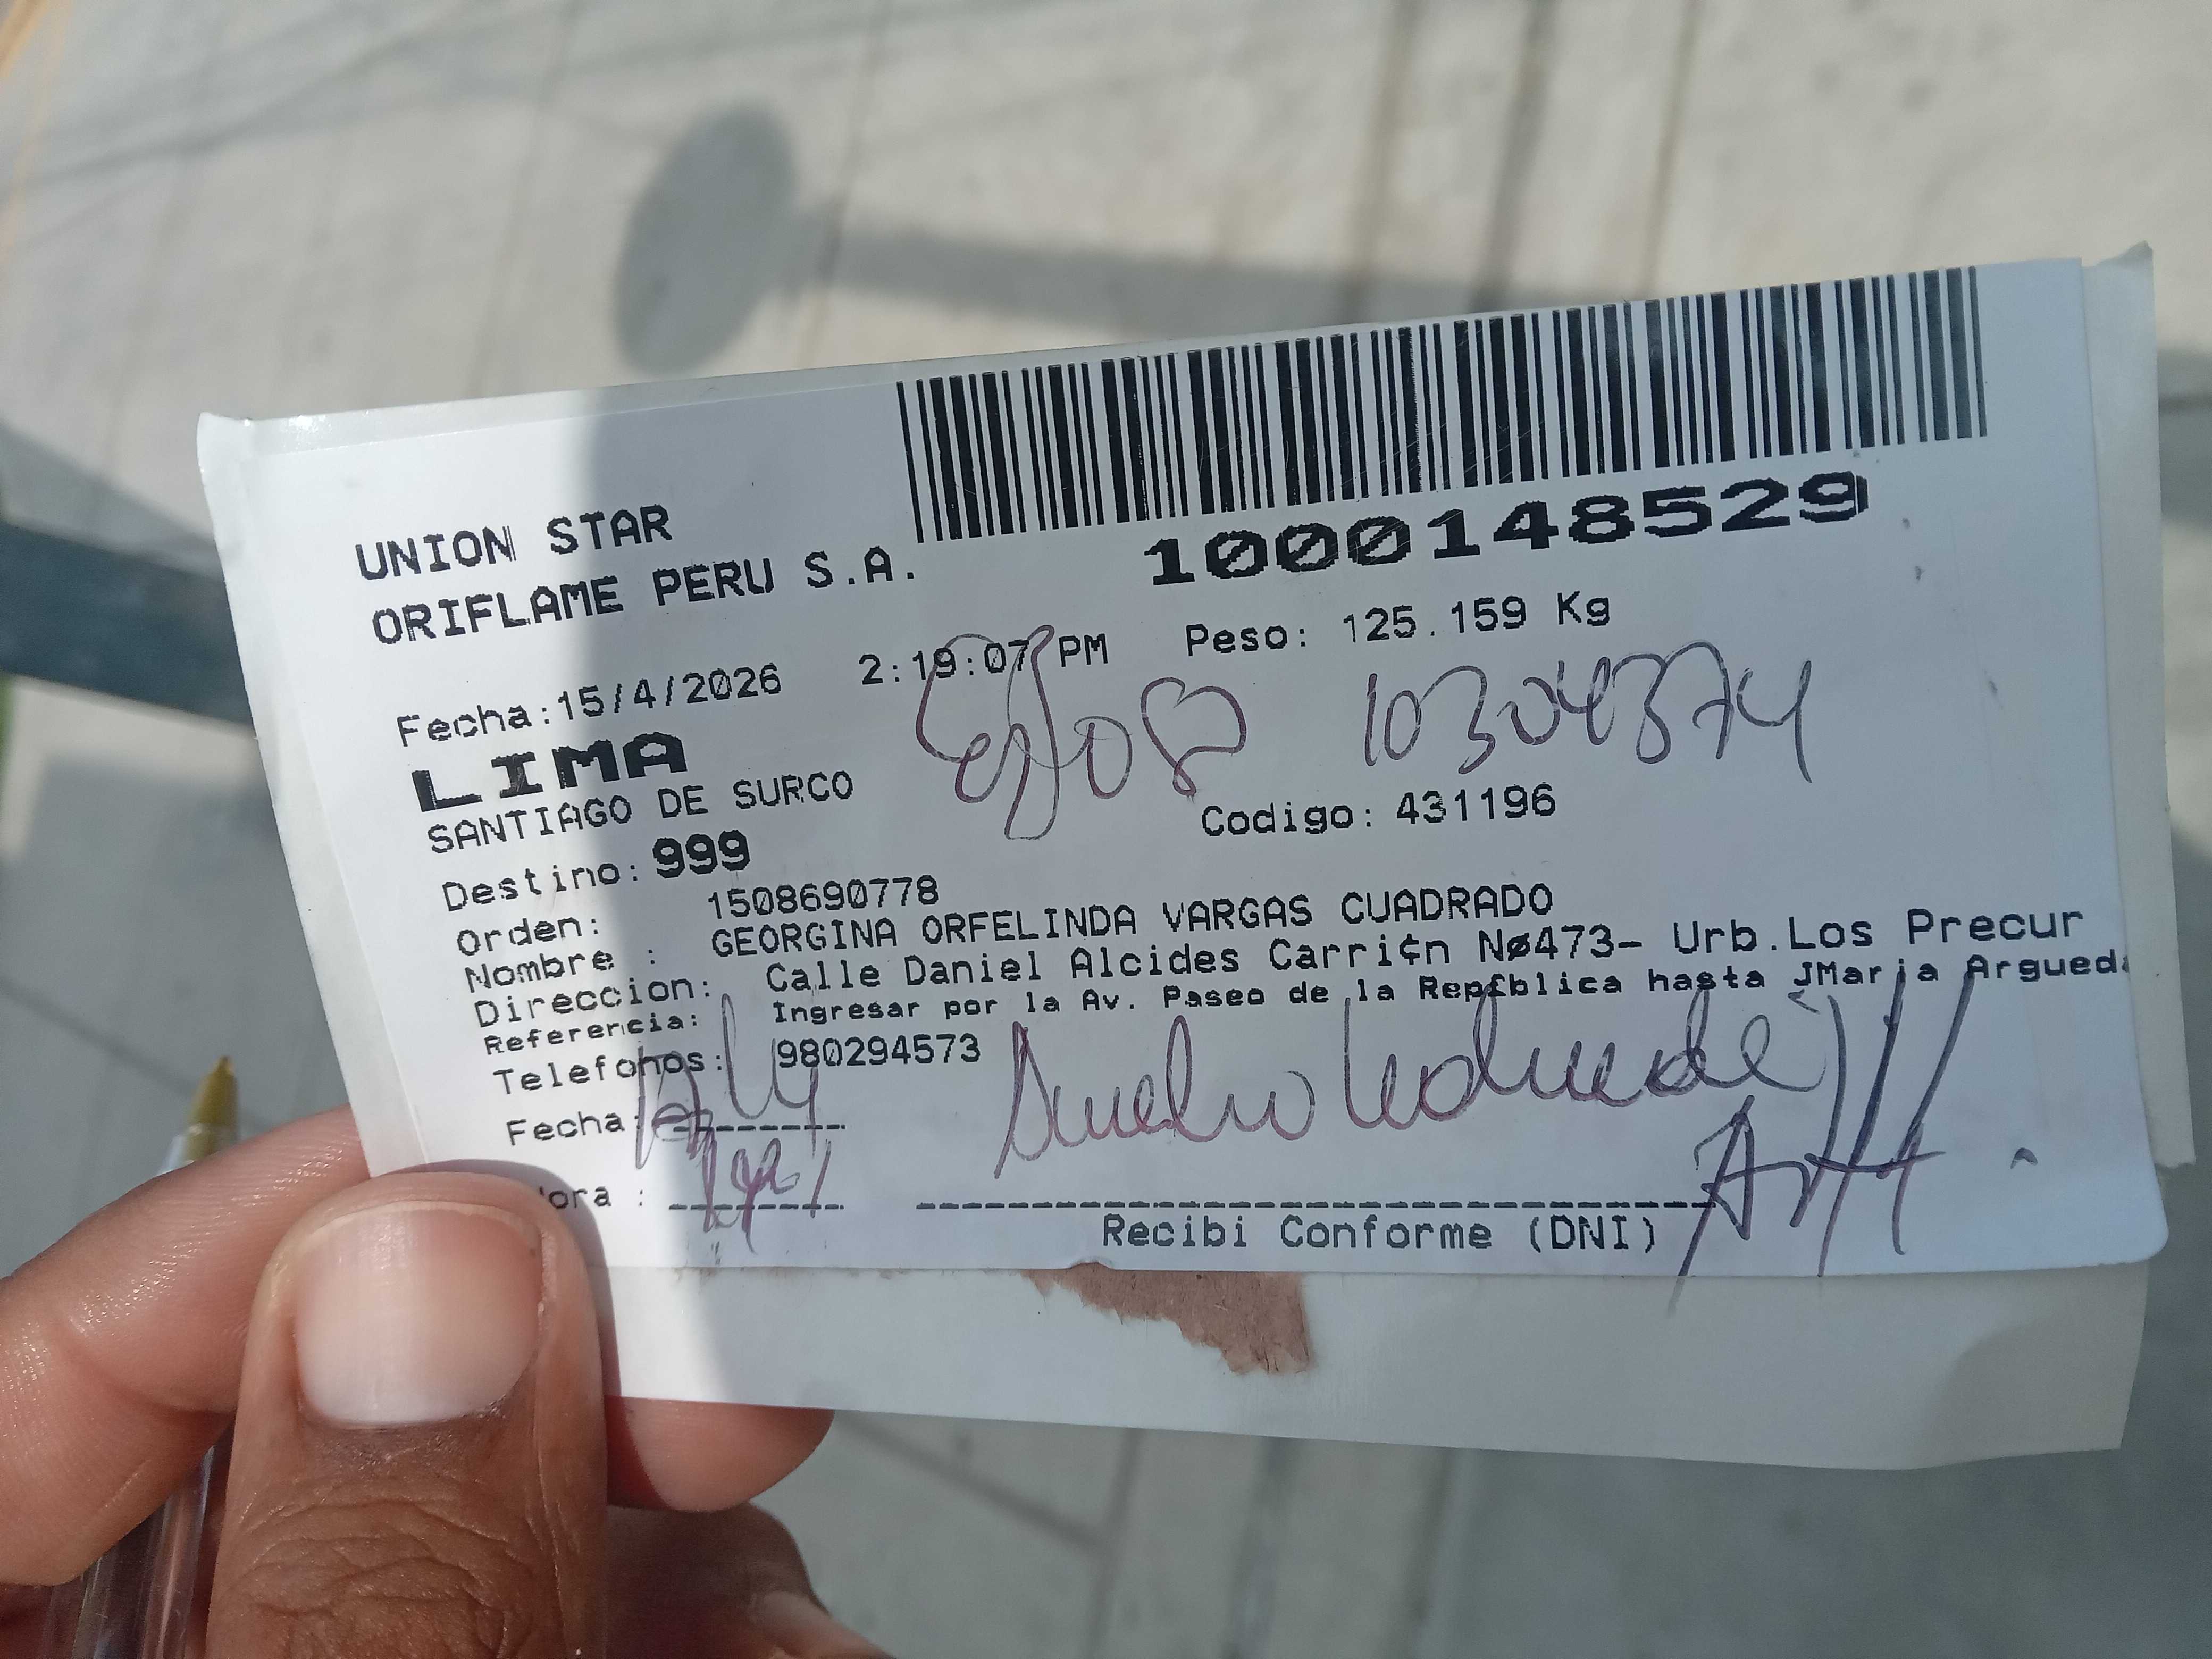 UNION STAR
ORIFLAME PERU S.A.
1000148529
Fecha:15/4/2026 2:19:07 PM Peso: 125.159 Kg
10304374
LIMA
SANTIAGO DE SURCO
Codigo: 431196
Destino: 999
Orden: 1508690778
Nombre : GEORGINA ORFELINDA VARGAS CUADRADO
Direccion: Calle Daniel Alcides Carri¢n Nø473- Urb.Los Precur
Referencia: Ingresar por la Av. Paseo de la Rep£blica hasta JMaria Argueda
Telefonos: 980294573
Fecha:
ora :
Recibi Conforme (DNI)